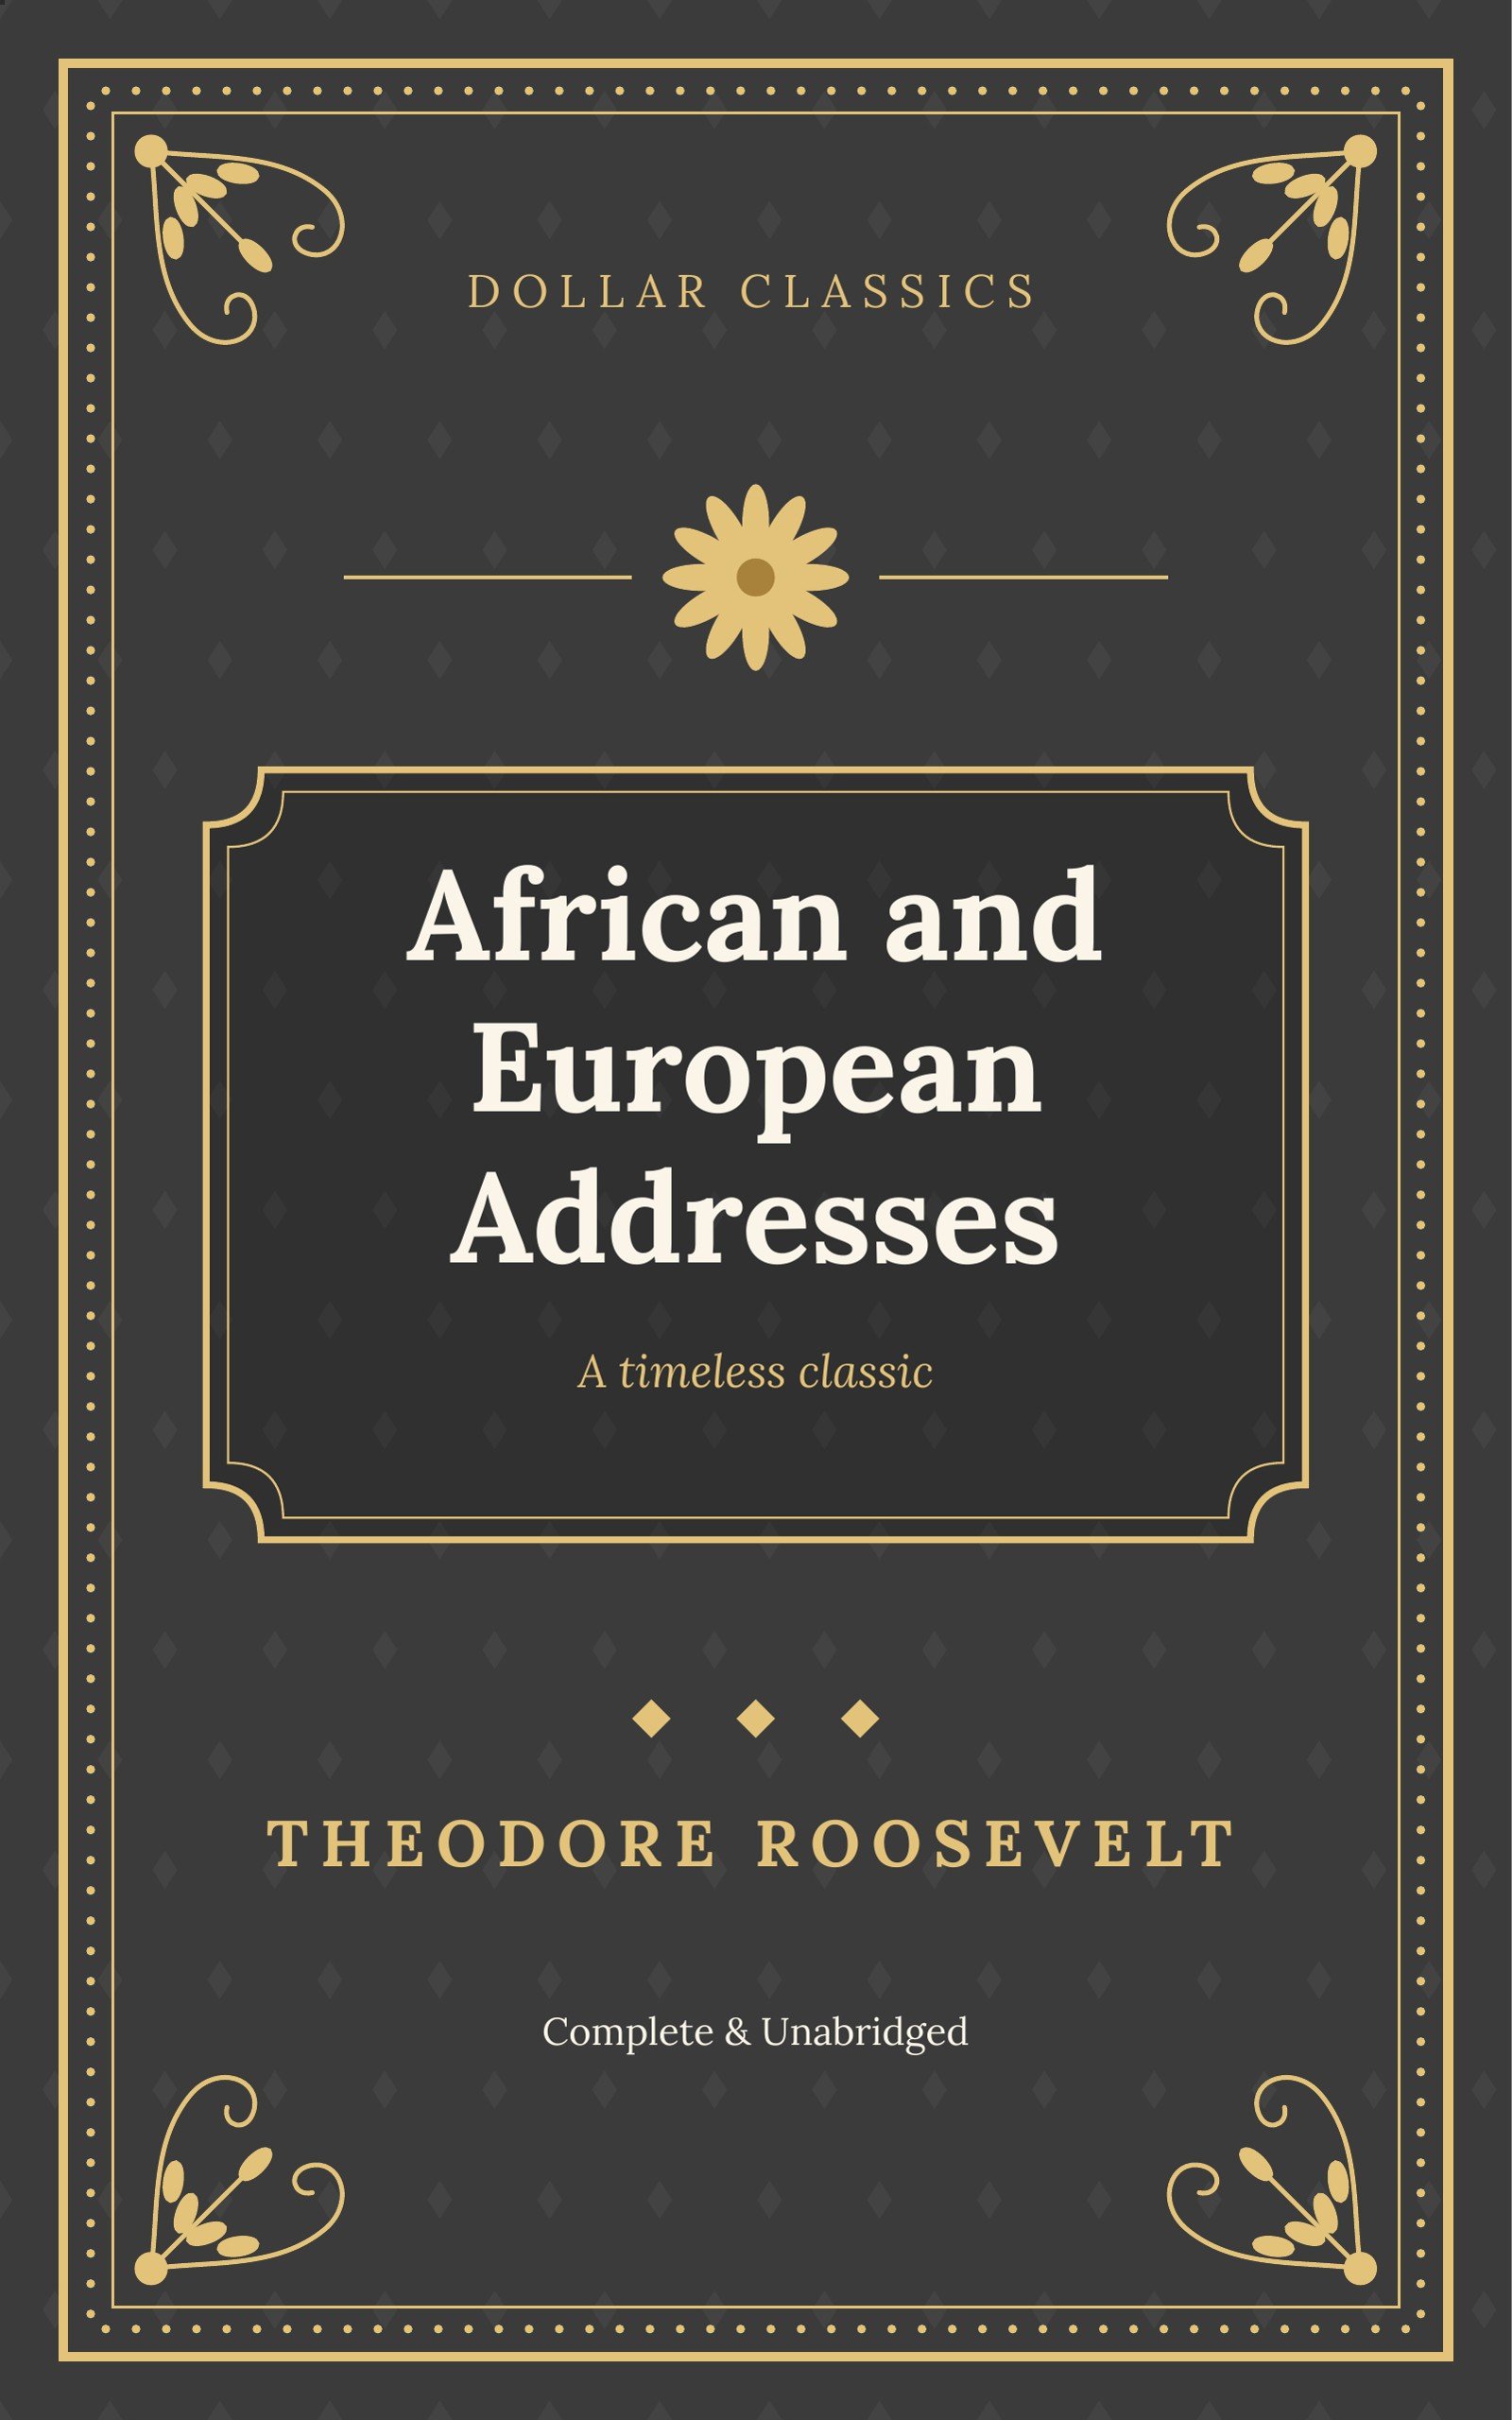 DOLLAR CLASSICS
African and
European
Addresses
A timeless classic
THEODORE ROOSEVELT
Complete & Unabridged